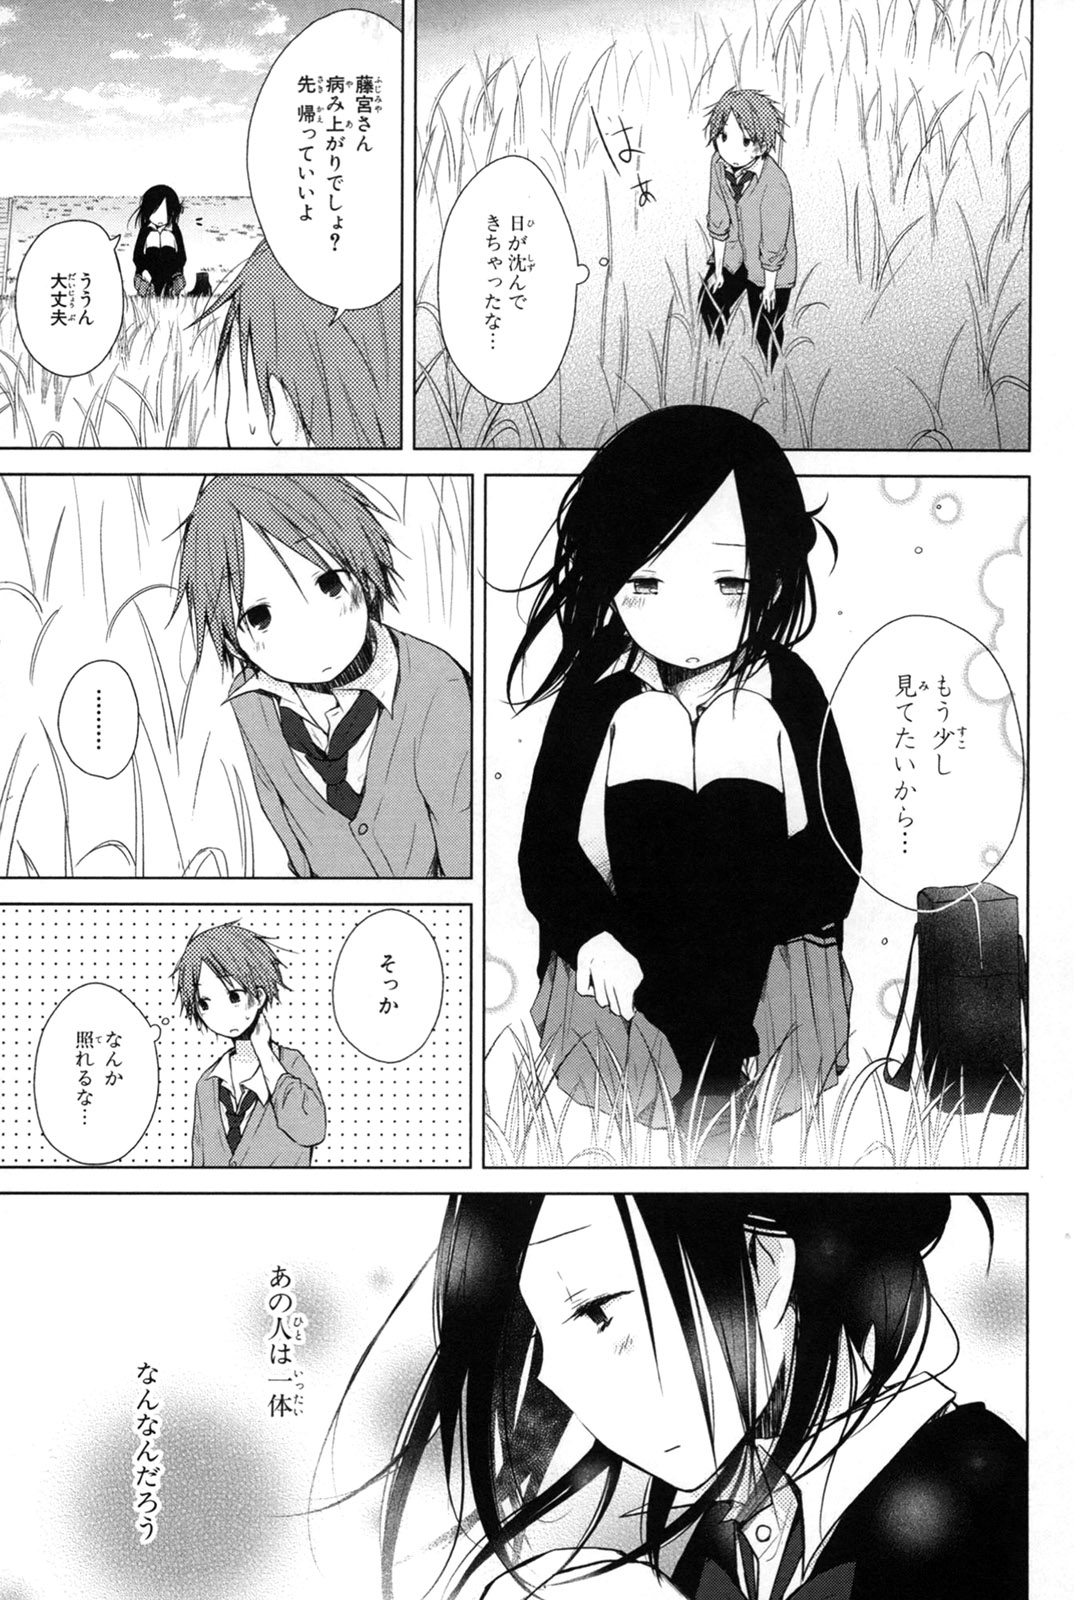 はぁ
日が沈んで
きちゃったな…
藤宮さん
病み上がりでしょ?
先 帰っていいよ
ううん
大丈夫
もう少し
見てたいから…
………
そっか
なんか
照れるな…
あの人は一体
なんなんだろう